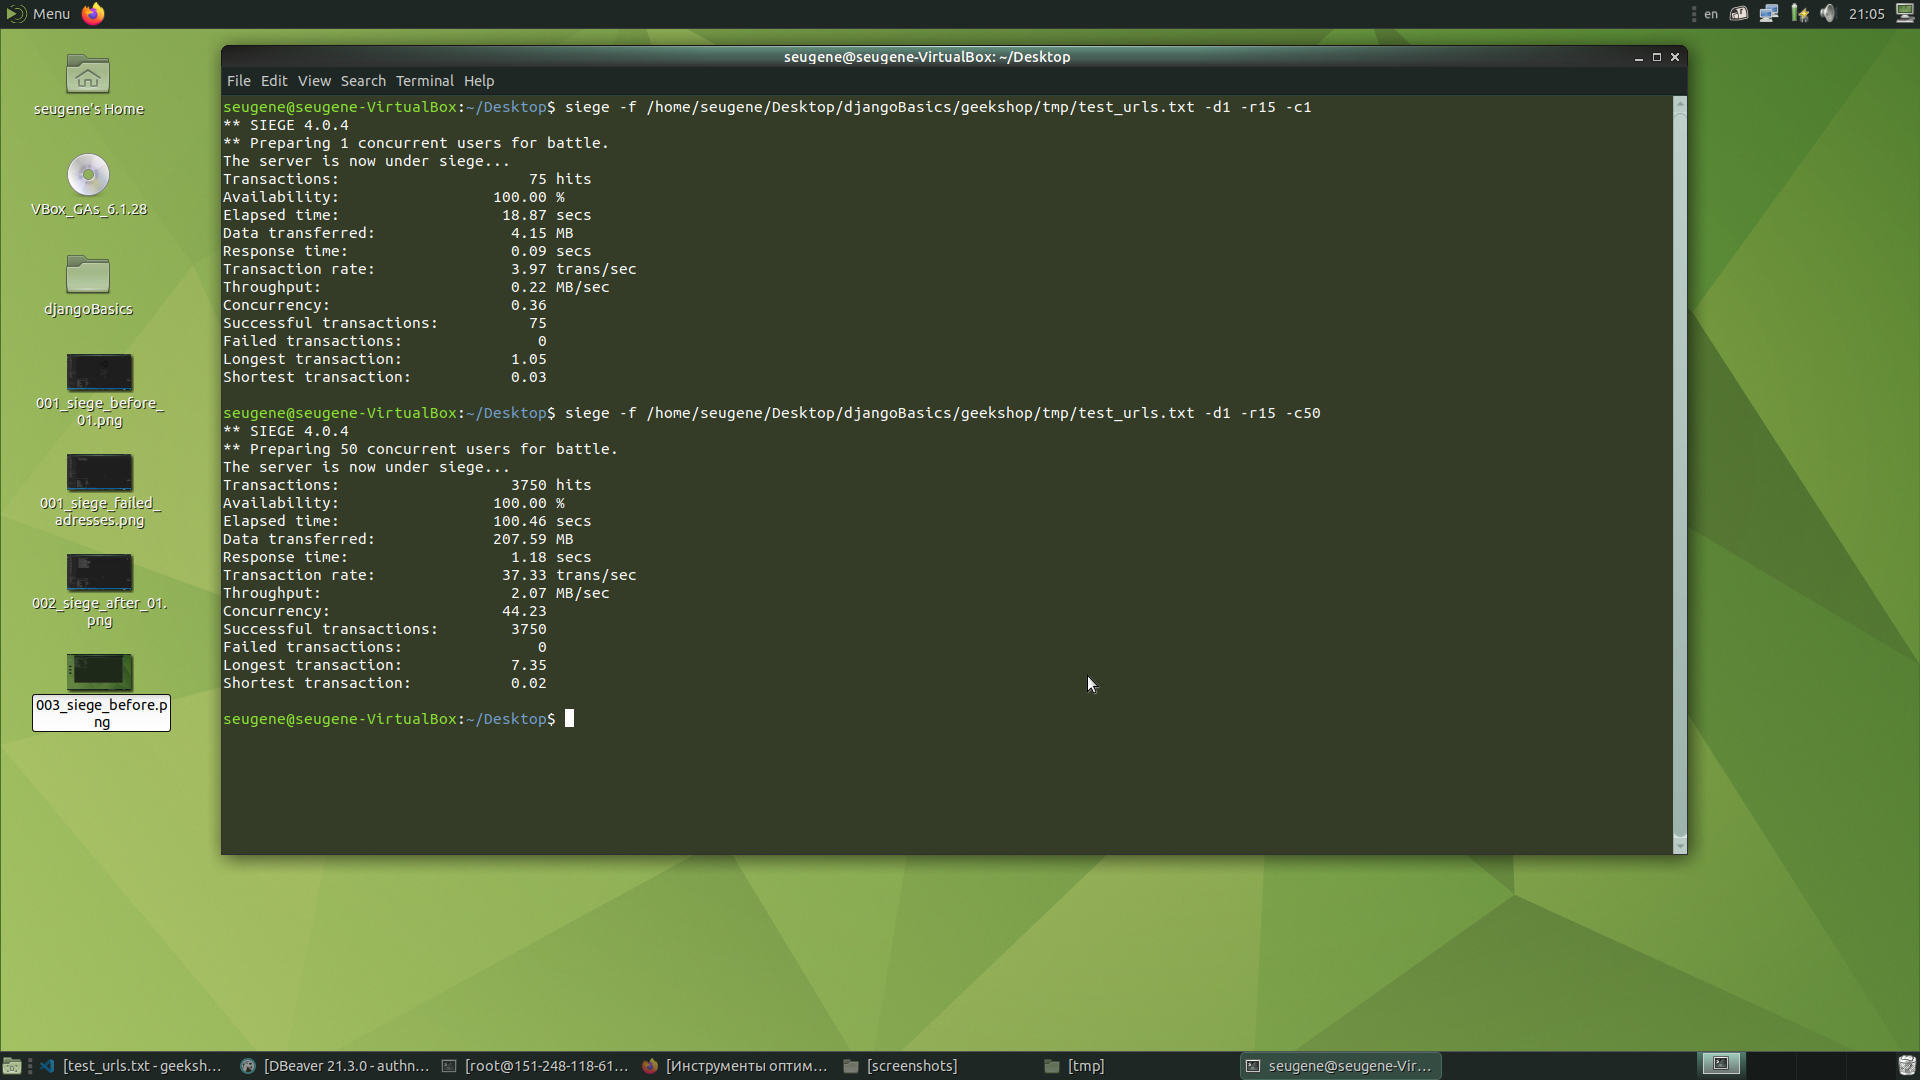 Menu
en
21:05
seugene@seugene-VirtualBox: ~/Desktop
File Edit View Search Terminal Help
seugene's Home
VBox_GAs_6.1.28
djangoBasics
001_siege_before_
01.png
001_siege_failed_
adresses.png
002_siege_after_01.
png
003_siege_before.p
ng
seugene@seugene-VirtualBox:~/Desktop$ siege -f /home/seugene/Desktop/djangoBasics/geekshop/tmp/test_urls.txt -d1 -r15 -c1
** SIEGE 4.0.4
** Preparing 1 concurrent users for battle.
The server is now under siege...
Transactions: 75 hits
Availability: 100.00 %
Elapsed time: 18.87 secs
Data transferred: 4.15 MB
Response time: 0.09 secs
Transaction rate: 3.97 trans/sec
Throughput: 0.22 MB/sec
Concurrency: 0.36
Successful transactions: 75
Failed transactions: 0
Longest transaction: 1.05
Shortest transaction: 0.03
seugene@seugene-VirtualBox:~/Desktop$ siege -f /home/seugene/Desktop/djangoBasics/geekshop/tmp/test_urls.txt -d1 -r15 -c50
** SIEGE 4.0.4
** Preparing 50 concurrent users for battle.
The server is now under siege...
Transactions: 3750 hits
Availability: 100.00 %
Elapsed time: 100.46 secs
Data transferred: 207.59 MB
Response time: 1.18 secs
Transaction rate: 37.33 trans/sec
Throughput: 2.07 MB/sec
Concurrency: 44.23
Successful transactions: 3750
Failed transactions: 0
Longest transaction: 7.35
Shortest transaction: 0.02
seugene@seugene-VirtualBox:~/Desktop$
[test_urls.txt - geeksh... [DBeaver 21.3.0 - authn... [root@151-248-118-61... [Инструменты оптим... [screenshots] [tmp] seugene@seugene-Vir...